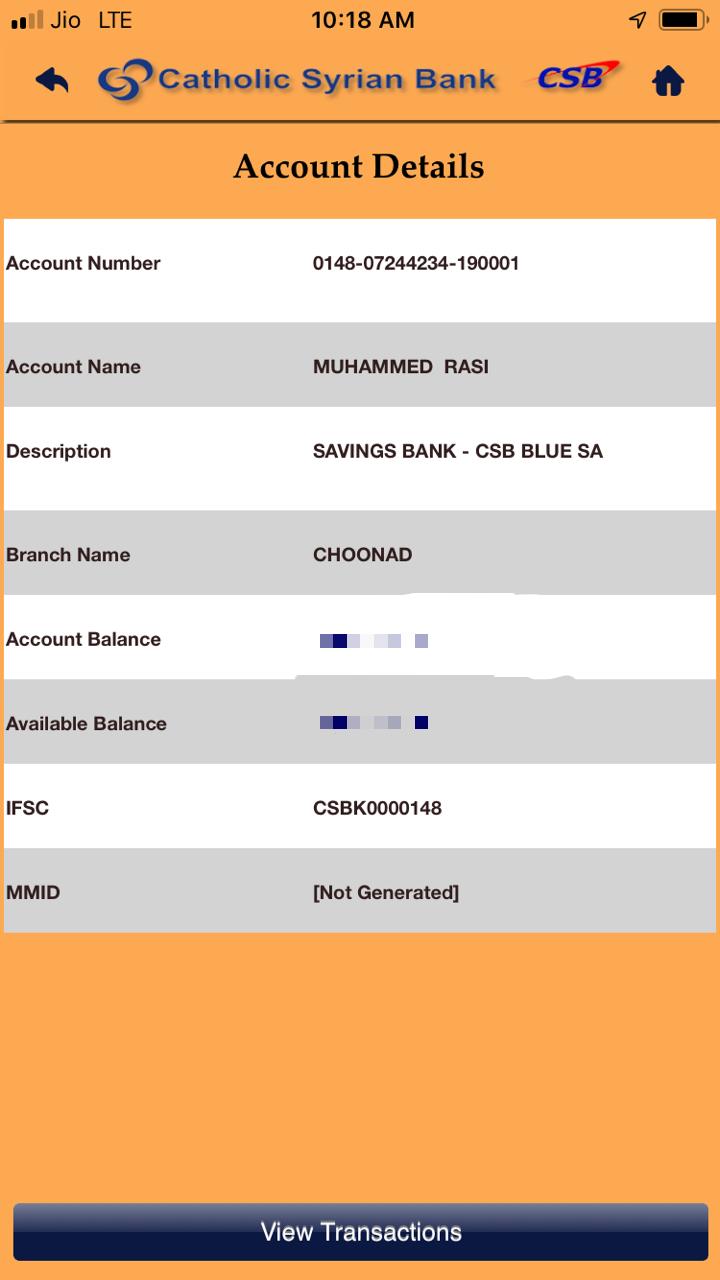 Jio LTE 10:18 AM
Catholic Syrian Bank CSB
Account Details
Account Number 0148-07244234-190001
Account Name MUHAMMED RASI
Description SAVINGS BANK - CSB BLUE SA
Branch Name CHOONAD
Account Balance
Available Balance
IFSC CSBK0000148
MMID [Not Generated]
View Transactions